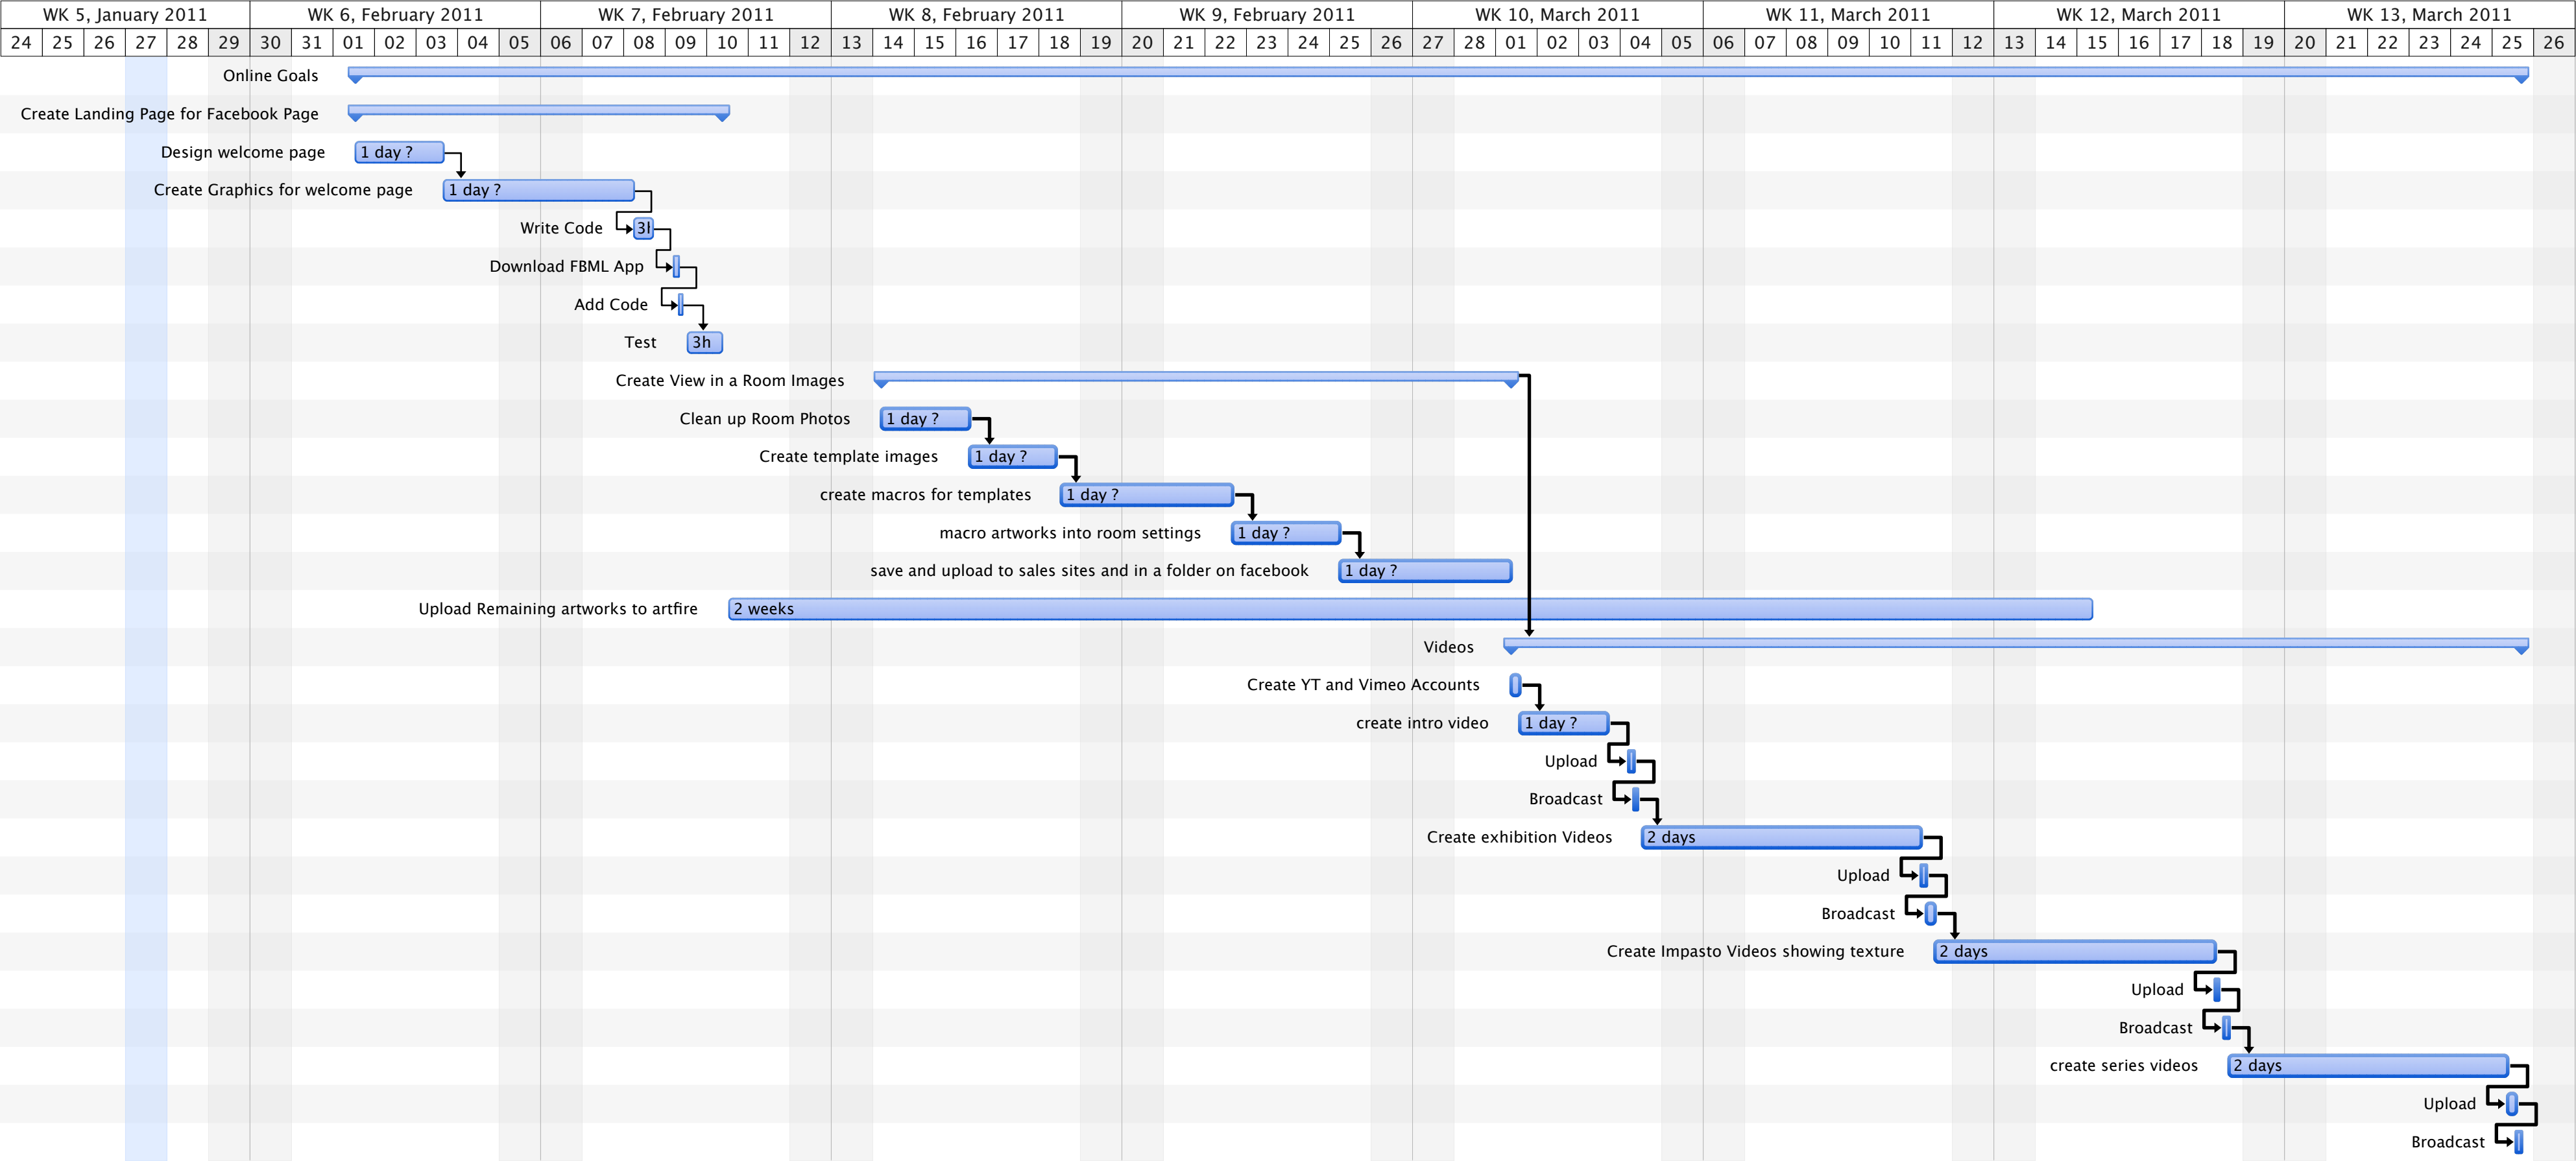 WK 5, January 2011 WK 6, February 2011 WK 7, February 2011 WK 8, February 2011 WK 9, February 2011 WK 10, March 2011 WK 11, March 2011 WK 12, March 2011 WK 13, March 2011
24 25 26 27 28 29 30 31 01 02 03 04 05 06 07 08 09 10 11 12 13 14 15 16 17 18 19 20 21 22 23 24 25 26 27 28 01 02 03 04 05 06 07 08 09 10 11 12 13 14 15 16 17 18 19 20 21 22 23 24 25 26
Online Goals
Create Landing Page for Facebook Page
Design welcome page 1 day ?
Create Graphics for welcome page 1 day ?
Write Code 3
Download FBML App
Add Code
Test 3h
Create View in a Room Images
Clean up Room Photos 1 day ?
Create template images 1 day ?
create macros for templates 1 day ?
macro artworks into room settings 1 day ?
save and upload to sales sites and in a folder on facebook 1 day ?
Upload Remaining artworks to artfire 2 weeks
Videos
Create YT and Vimeo Accounts
create intro video 1 day ?
Upload
Broadcast
Create exhibition Videos 2 days
Upload
Broadcast
Create Impasto Videos showing texture 2 days
Upload
Broadcast
create series videos 2 days
Upload
Broadcast